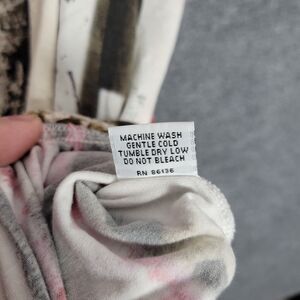 MACHINE WASH
GENTLE COLD
TUMBLE DRY LOW
DO NOT BLEACH
RN 86136